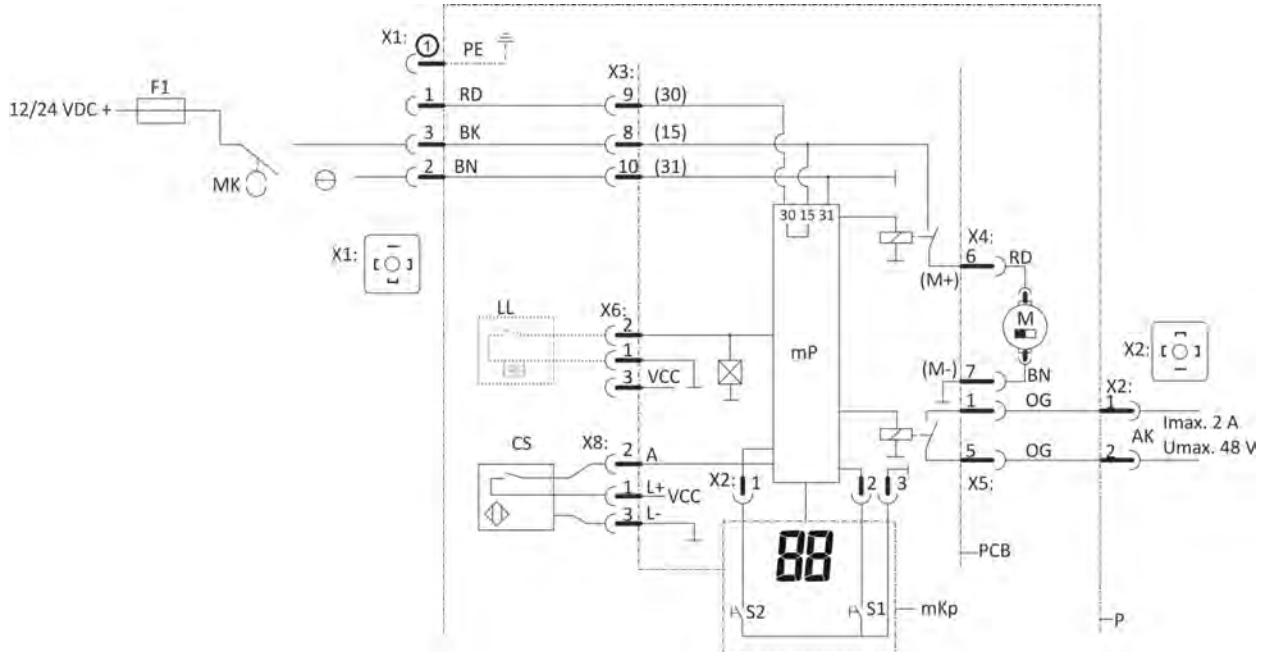 X1: 1 PE
F1
X3:
12/24 VDC +
1 RD 9 (30)
3 BK 8 (15)
MK
2 BN 10 (31)
30 15 31
X1:
X4:
6 RD
(M+)
M
X2:
LL
X6:
2
1
3 VCC
mP
(M-)
7 BN
1 OG
X2:
1
Imax. 2 A
AK
Umax. 48 V
5 OG 2
X5:
CS
X8:
2 A
1 L+ VCC
3 L-
X2: 1 2 3
88
PCB
S2 S1 mKp
P